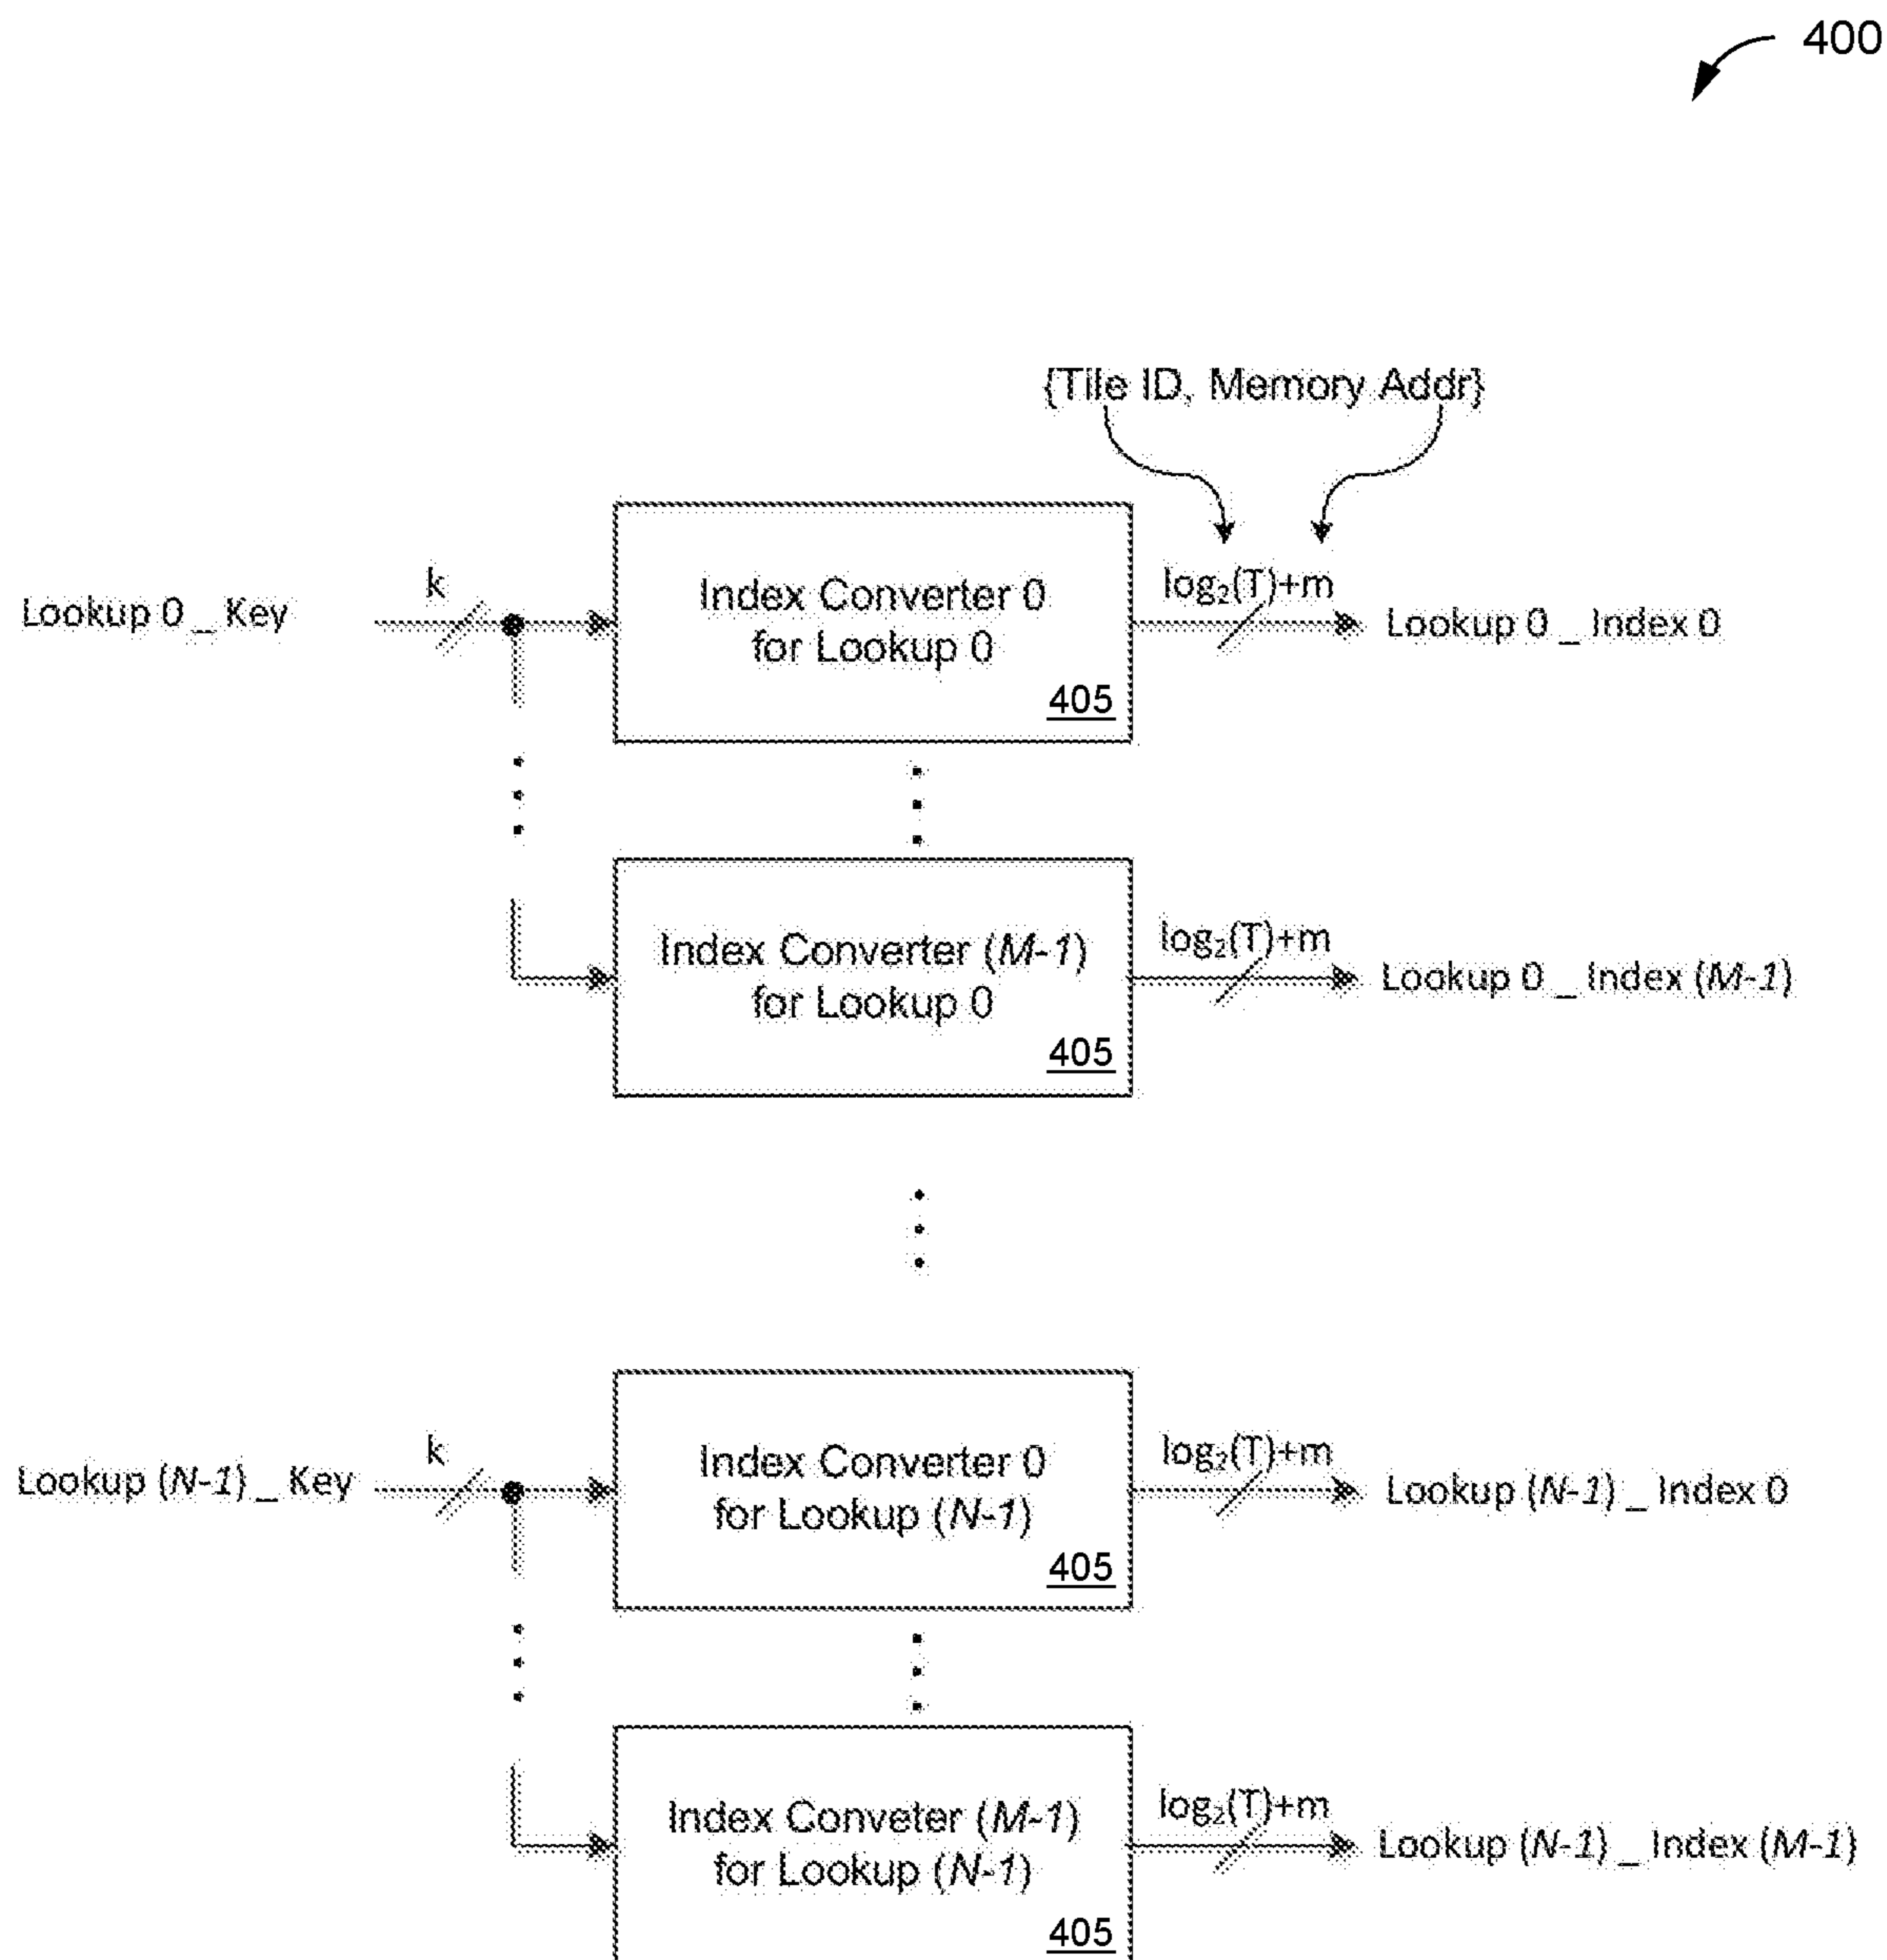 400
{Tile ID, Memory Addr}
Lookup 0 _ Key
k
Index Converter 0
for Lookup 0
405
log₂(T)+m
Lookup 0 _ Index 0
Index Converter (M-1)
for Lookup 0
405
log₂(T)+m
Lookup 0 _ Index (M-1)
Lookup (N-1) _ Key
k
Index Converter 0
for Lookup (N-1)
405
log₂(T)+m
Lookup (N-1) _ Index 0
Index Conveter (M-1)
for Lookup (N-1)
405
log₂(T)+m
Lookup (N-1) _ Index (M-1)